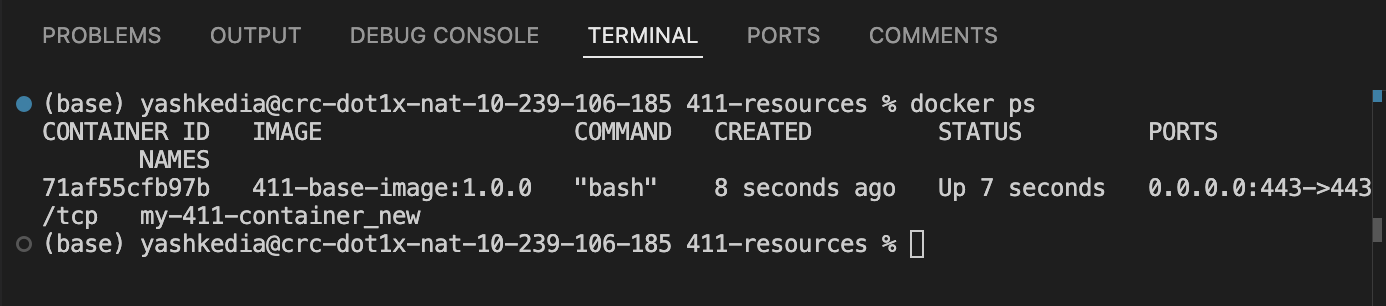 PROBLEMS OUTPUT DEBUG CONSOLE TERMINAL PORTS COMMENTS
(base) yashkedia@crc-dot1x-nat-10-239-106-185 411-resources % docker ps
CONTAINER ID   IMAGE                  COMMAND   CREATED         STATUS         PORTS
       NAMES
71af55cfb97b   411-base-image:1.0.0   "bash"    8 seconds ago   Up 7 seconds   0.0.0.0:443->443
/tcp   my-411-container_new
(base) yashkedia@crc-dot1x-nat-10-239-106-185 411-resources %